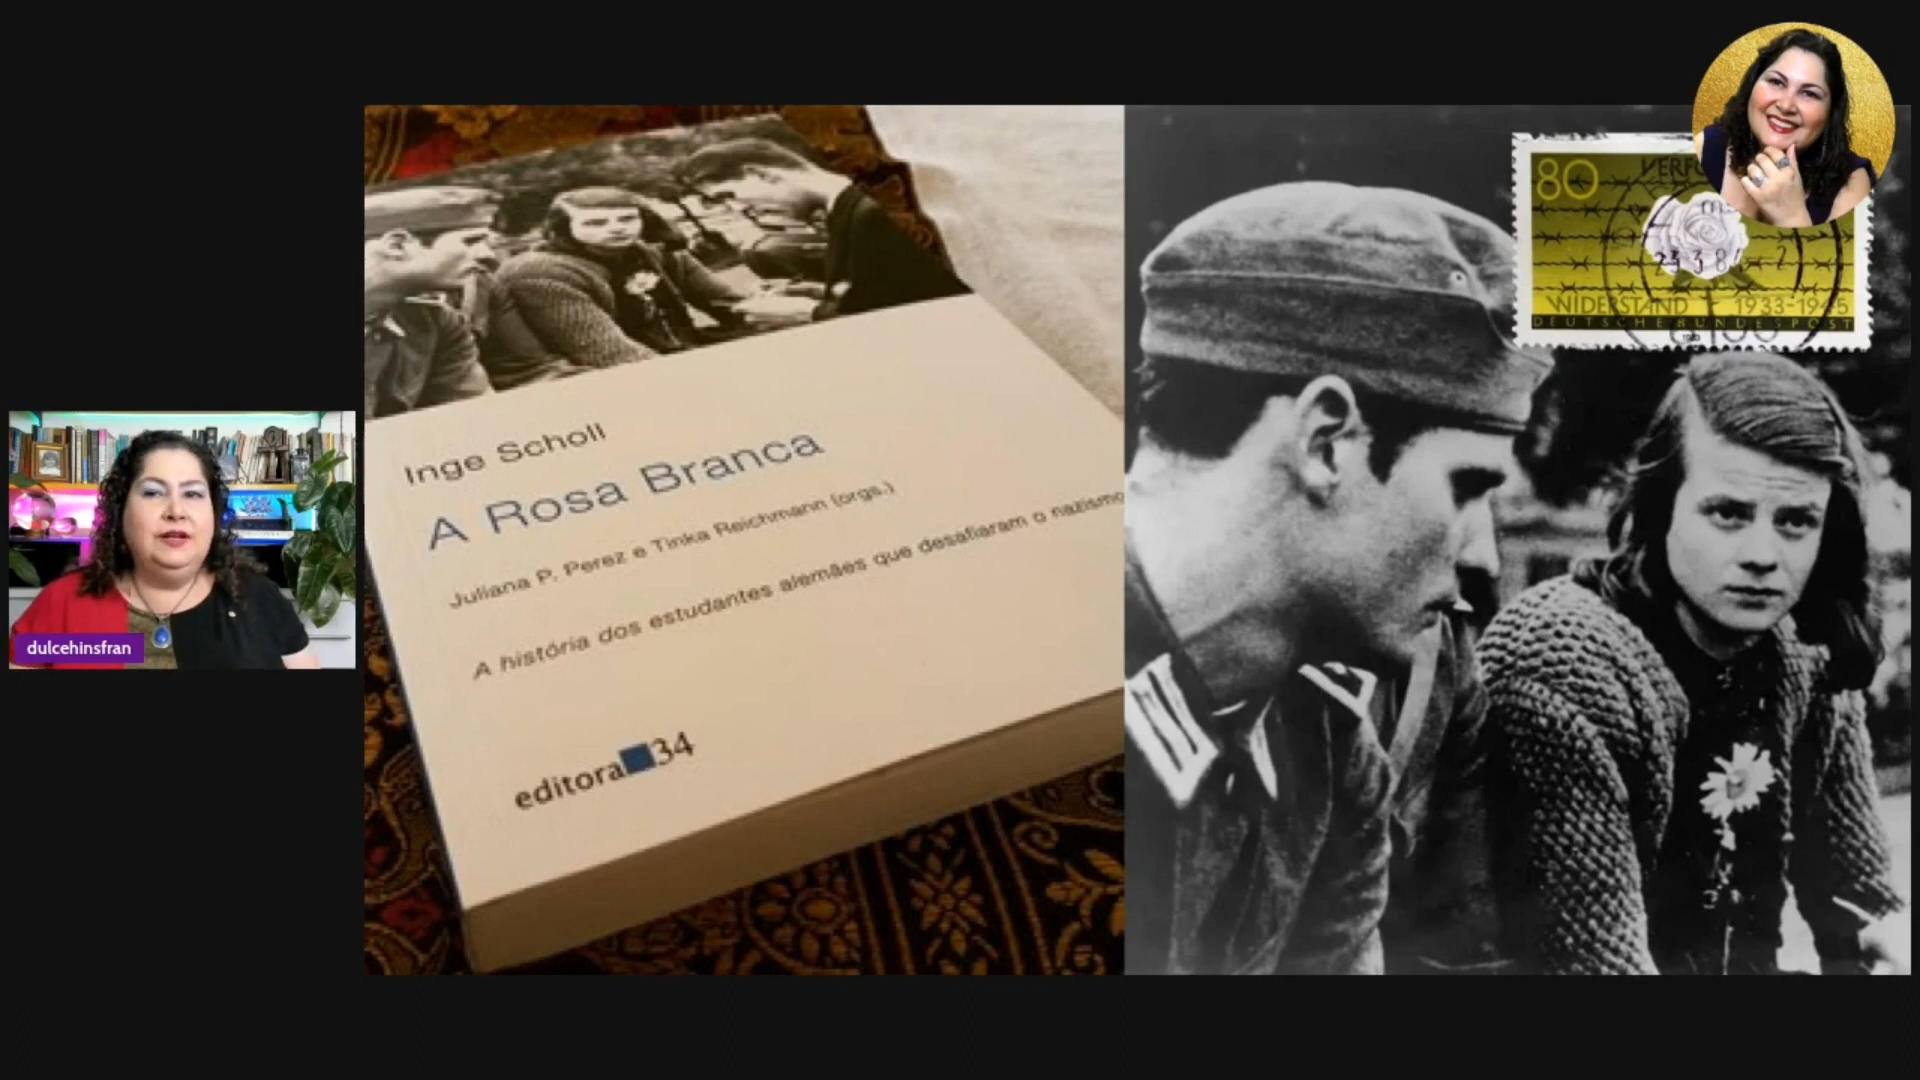 dulcehinsfran
Inge Scholl
A Rosa Branca
Juliana P. Perez e Tinka Reichmann (orgs.)
A história dos estudantes alemães que desafiaram o nazismo
editora 34
80
WIDERSTAND 1933-1945
DEUTSCHE BUNDESPOST